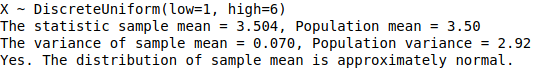 X ~ DiscreteUniform(low=1, high=6)
The statistic sample mean = 3.504, Population mean = 3.50
The variance of sample mean = 0.070, Population variance = 2.92
Yes. The distribution of sample mean is approximately normal.